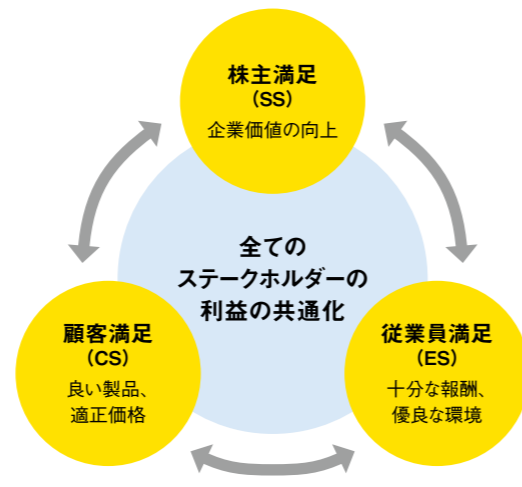 株主満足
(SS)
企業価値の向上
全ての
ステークホルダーの
利益の共通化
顧客満足
(CS)
良い製品、
適正価格
従業員満足
(ES)
十分な報酬、
優良な環境